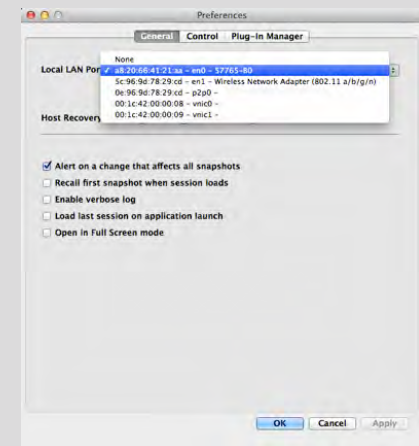 Preferences
General Control Plug-In Manager
None
Local LAN Por ✓ a8:20:66:41:21:aa - en0 - 57765-B0
5c:96:9d:78:29:cd - en1 - Wireless Network Adapter (802.11 a/b/g/n)
0e:96:9d:78:29:cd - p2p0 -
00:1c:42:00:00:08 - vnic0 -
Host Recovery
00:1c:42:00:00:09 - vnic1 -
Alert on a change that affects all snapshots
Recall first snapshot when session loads
Enable verbose log
Load last session on application launch
Open in Full Screen mode
OK Cancel Apply